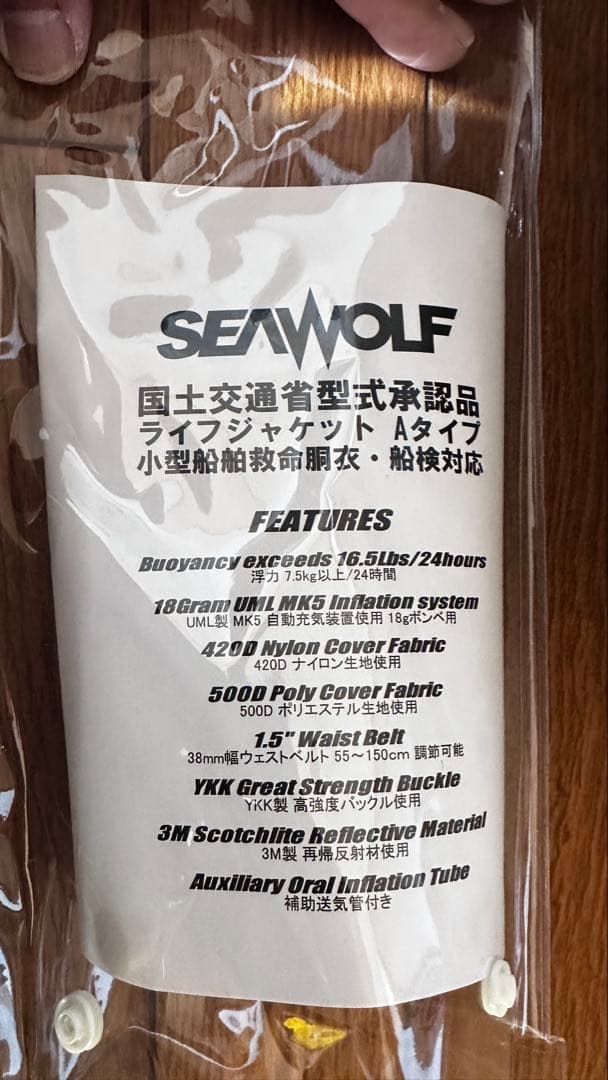 SEAWOLF
国土交通省型式承認品
ライフジャケット Aタイプ
小型船舶救命胴衣・船検対応
FEATURES
Buoyancy exceeds 16.5Lbs/24hours
浮力 7.5kg以上/24時間
18Gram UML MK5 Inflation system
UML製 MK5 自動充気装置使用 18gボンベ用
420D Nylon Cover Fabric
420D ナイロン生地使用
500D Poly Cover Fabric
500D ポリエステル生地使用
1.5" Waist Belt
38mm幅ウェストベルト 55～150cm 調節可能
YKK Great Strength Buckle
YKK製 高強度バックル使用
3M Scotchlite Reflective Material
3M製 再帰反射材使用
Auxiliary Oral Inflation Tube
補助送気管付き